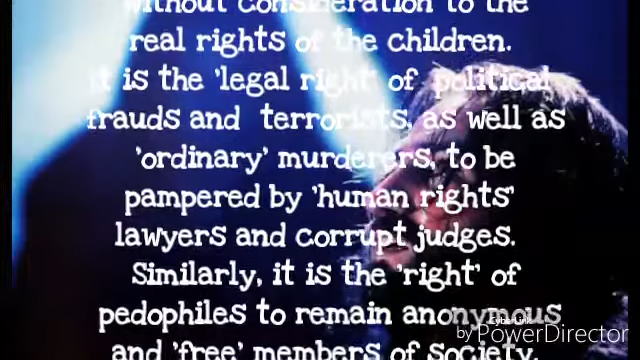 without consideration to the
real rights of the children.
it is the 'legal right' of political
frauds and terrorists, as well as
'ordinary' murderers, to be
pampered by 'human rights'
lawyers and corrupt judges.
Similarly, it is the 'right' of
pedophiles to remain anonymous
CyberLink
by PowerDirector
and 'free' members of society.